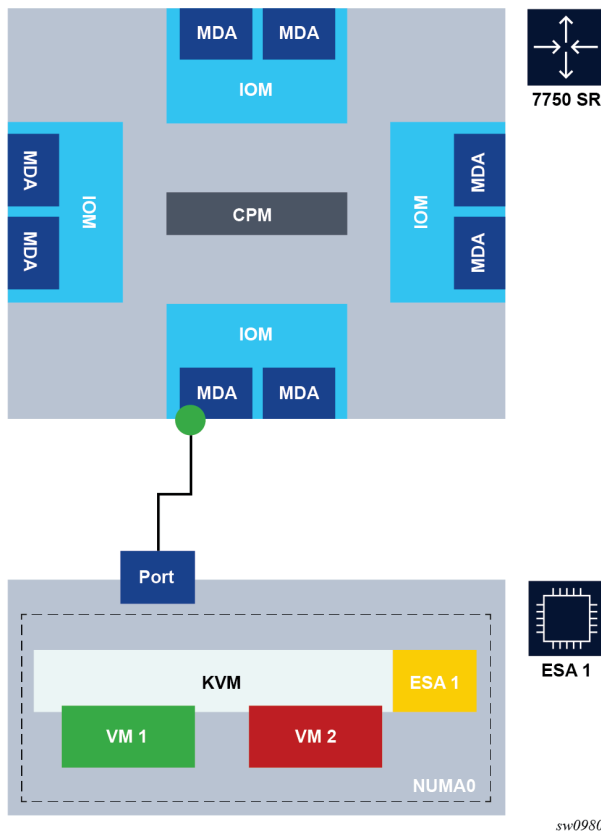 MDA MDA
IOM
7750 SR
MDA
MDA
IOM
CPM
IOM
MDA
MDA
IOM
MDA MDA
Port
KVM
ESA 1
VM 1
VM 2
NUMA0
ESA 1
sw0980